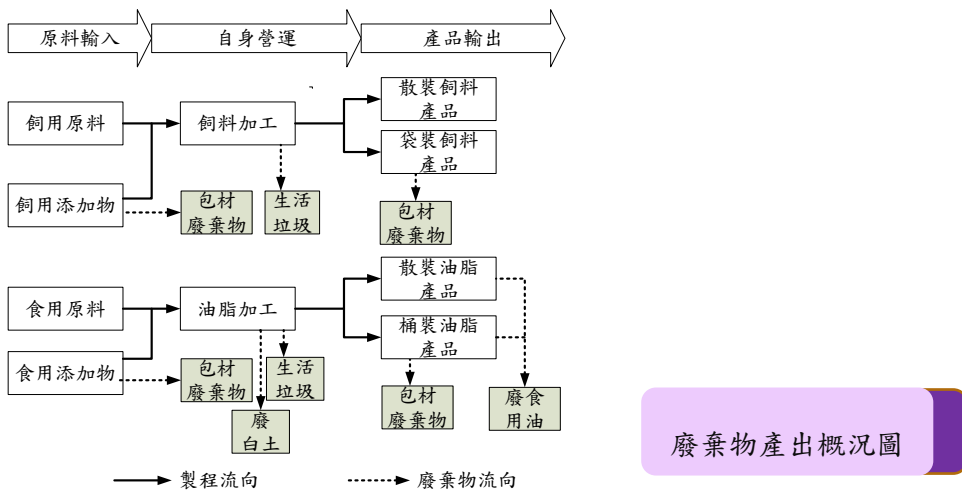 原料輸入
自身營運
產品輸出
飼用原料
飼料加工
散裝飼料
產品
袋裝飼料
產品
飼用添加物
包材
廢棄物
生活
垃圾
包材
廢棄物
食用原料
油脂加工
散裝油脂
產品
桶裝油脂
產品
食用添加物
包材
廢棄物
生活
垃圾
廢
白土
包材
廢棄物
廢食
用油
製程流向
廢棄物流向
廢棄物產出概況圖